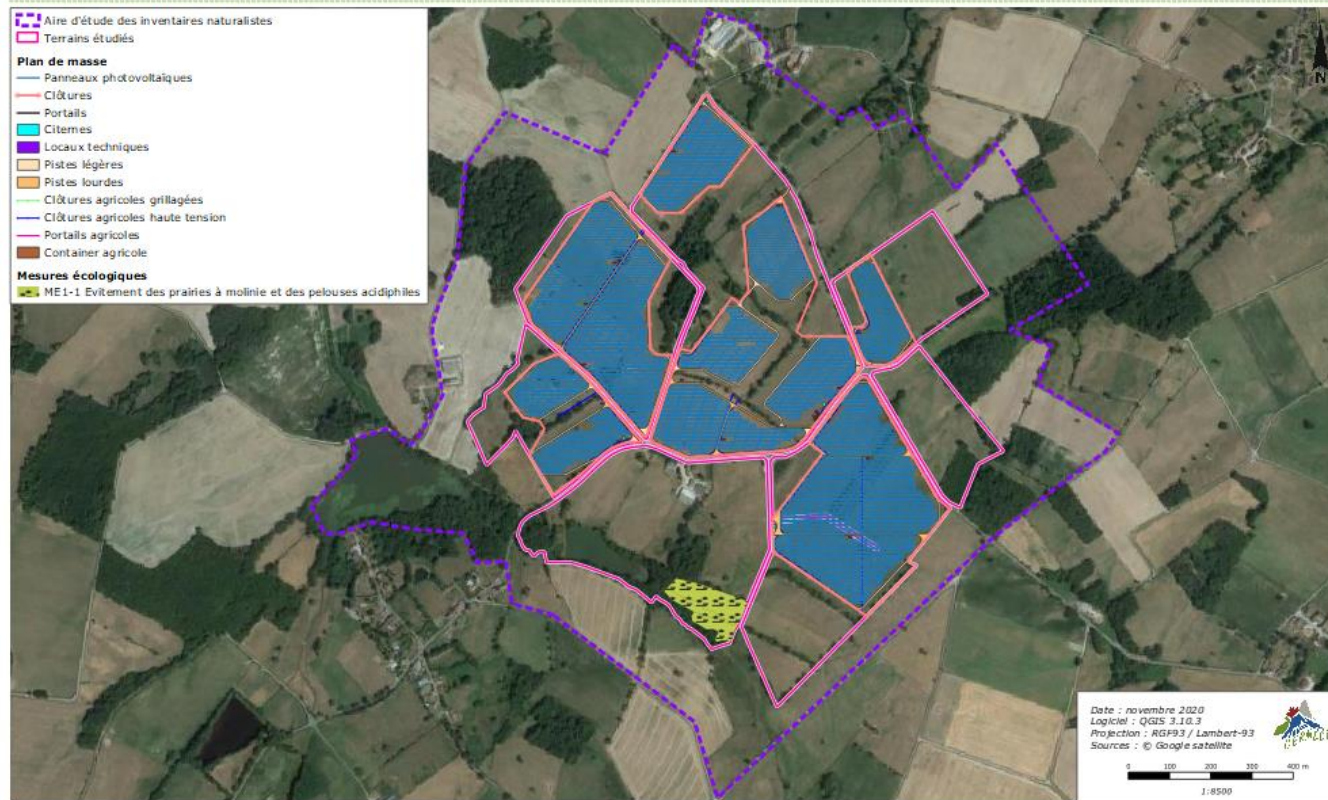 Aire d'étude des inventaires naturalistes
Terrains étudiés
Plan de masse
Panneaux photovoltaïques
Clôtures
Portails
Citernes
Locaux techniques
Pistes légères
Pistes lourdes
Clôtures agricoles grillagées
Clôtures agricoles haute tension
Portails agricoles
Container agricole
Mesures écologiques
ME1-1 Evitement des prairies à molinie et des pelouses acidiphiles
N
Date : novembre 2020
Logiciel : QGIS 3.10.3
Projection : RGF93 / Lambert-93
Sources : © Google satellite
0 100 200 300 400 m
1:8500